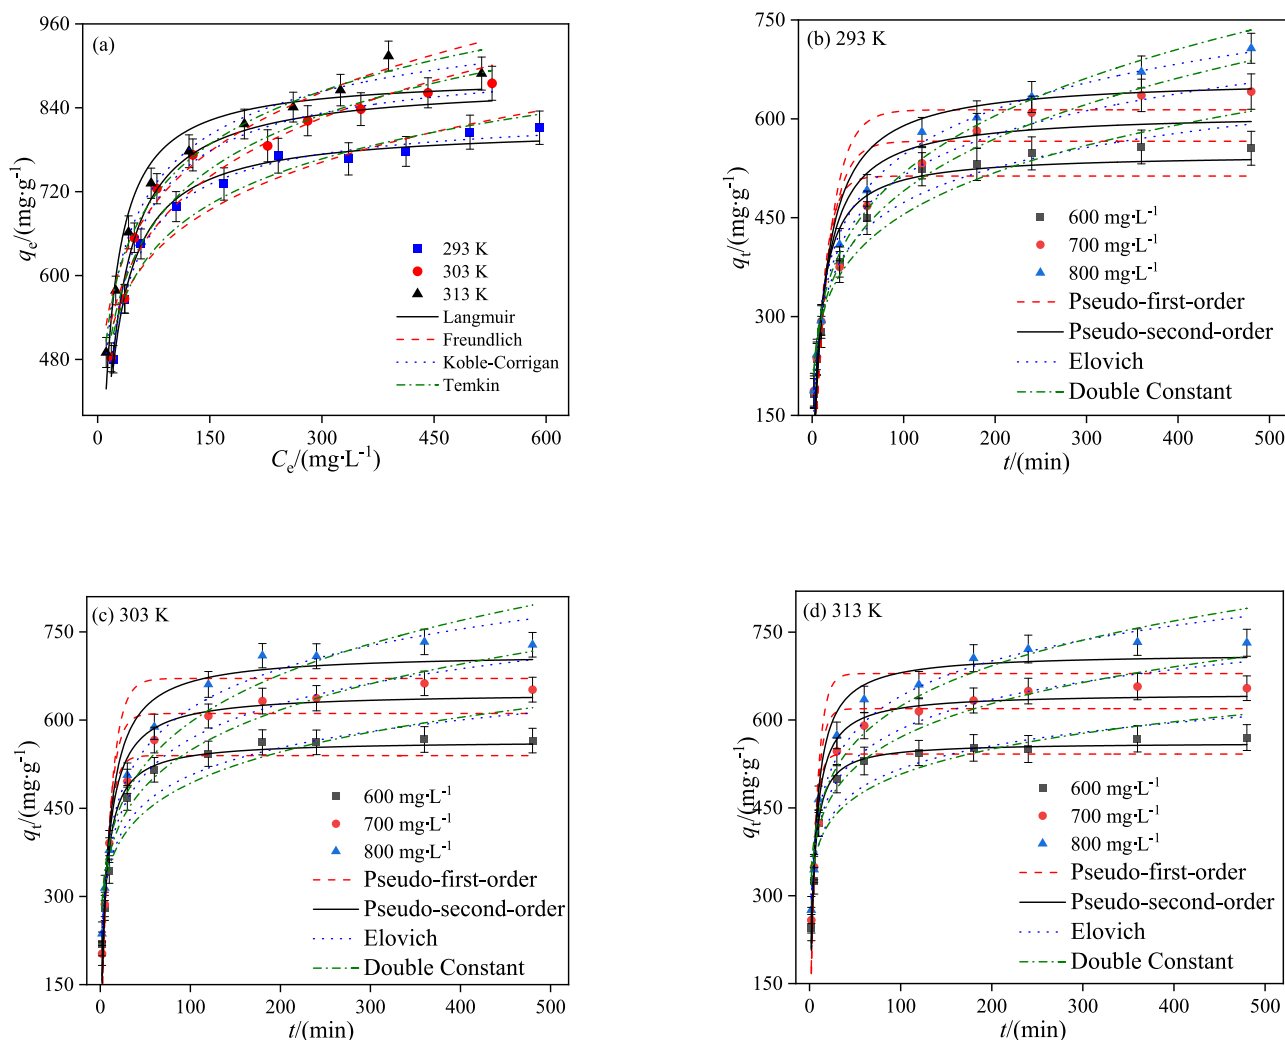 (a)
960
840
720
600
480
qe/(mg·g-1)
293 K
303 K
313 K
Langmuir
Freundlich
Koble-Corrigan
Temkin
0 150 300 450 600
Ce/(mg·L-1)
(b) 293 K
750
600
450
300
150
qt/(mg·g-1)
600 mg·L-1
700 mg·L-1
800 mg·L-1
Pseudo-first-order
Pseudo-second-order
Elovich
Double Constant
0 100 200 300 400 500
t/(min)
(c) 303 K
750
600
450
300
150
qt/(mg·g-1)
600 mg·L-1
700 mg·L-1
800 mg·L-1
Pseudo-first-order
Pseudo-second-order
Elovich
Double Constant
0 100 200 300 400 500
t/(min)
(d) 313 K
750
600
450
300
150
qt/(mg·g-1)
600 mg·L-1
700 mg·L-1
800 mg·L-1
Pseudo-first-order
Pseudo-second-order
Elovich
Double Constant
0 100 200 300 400 500
t/(min)